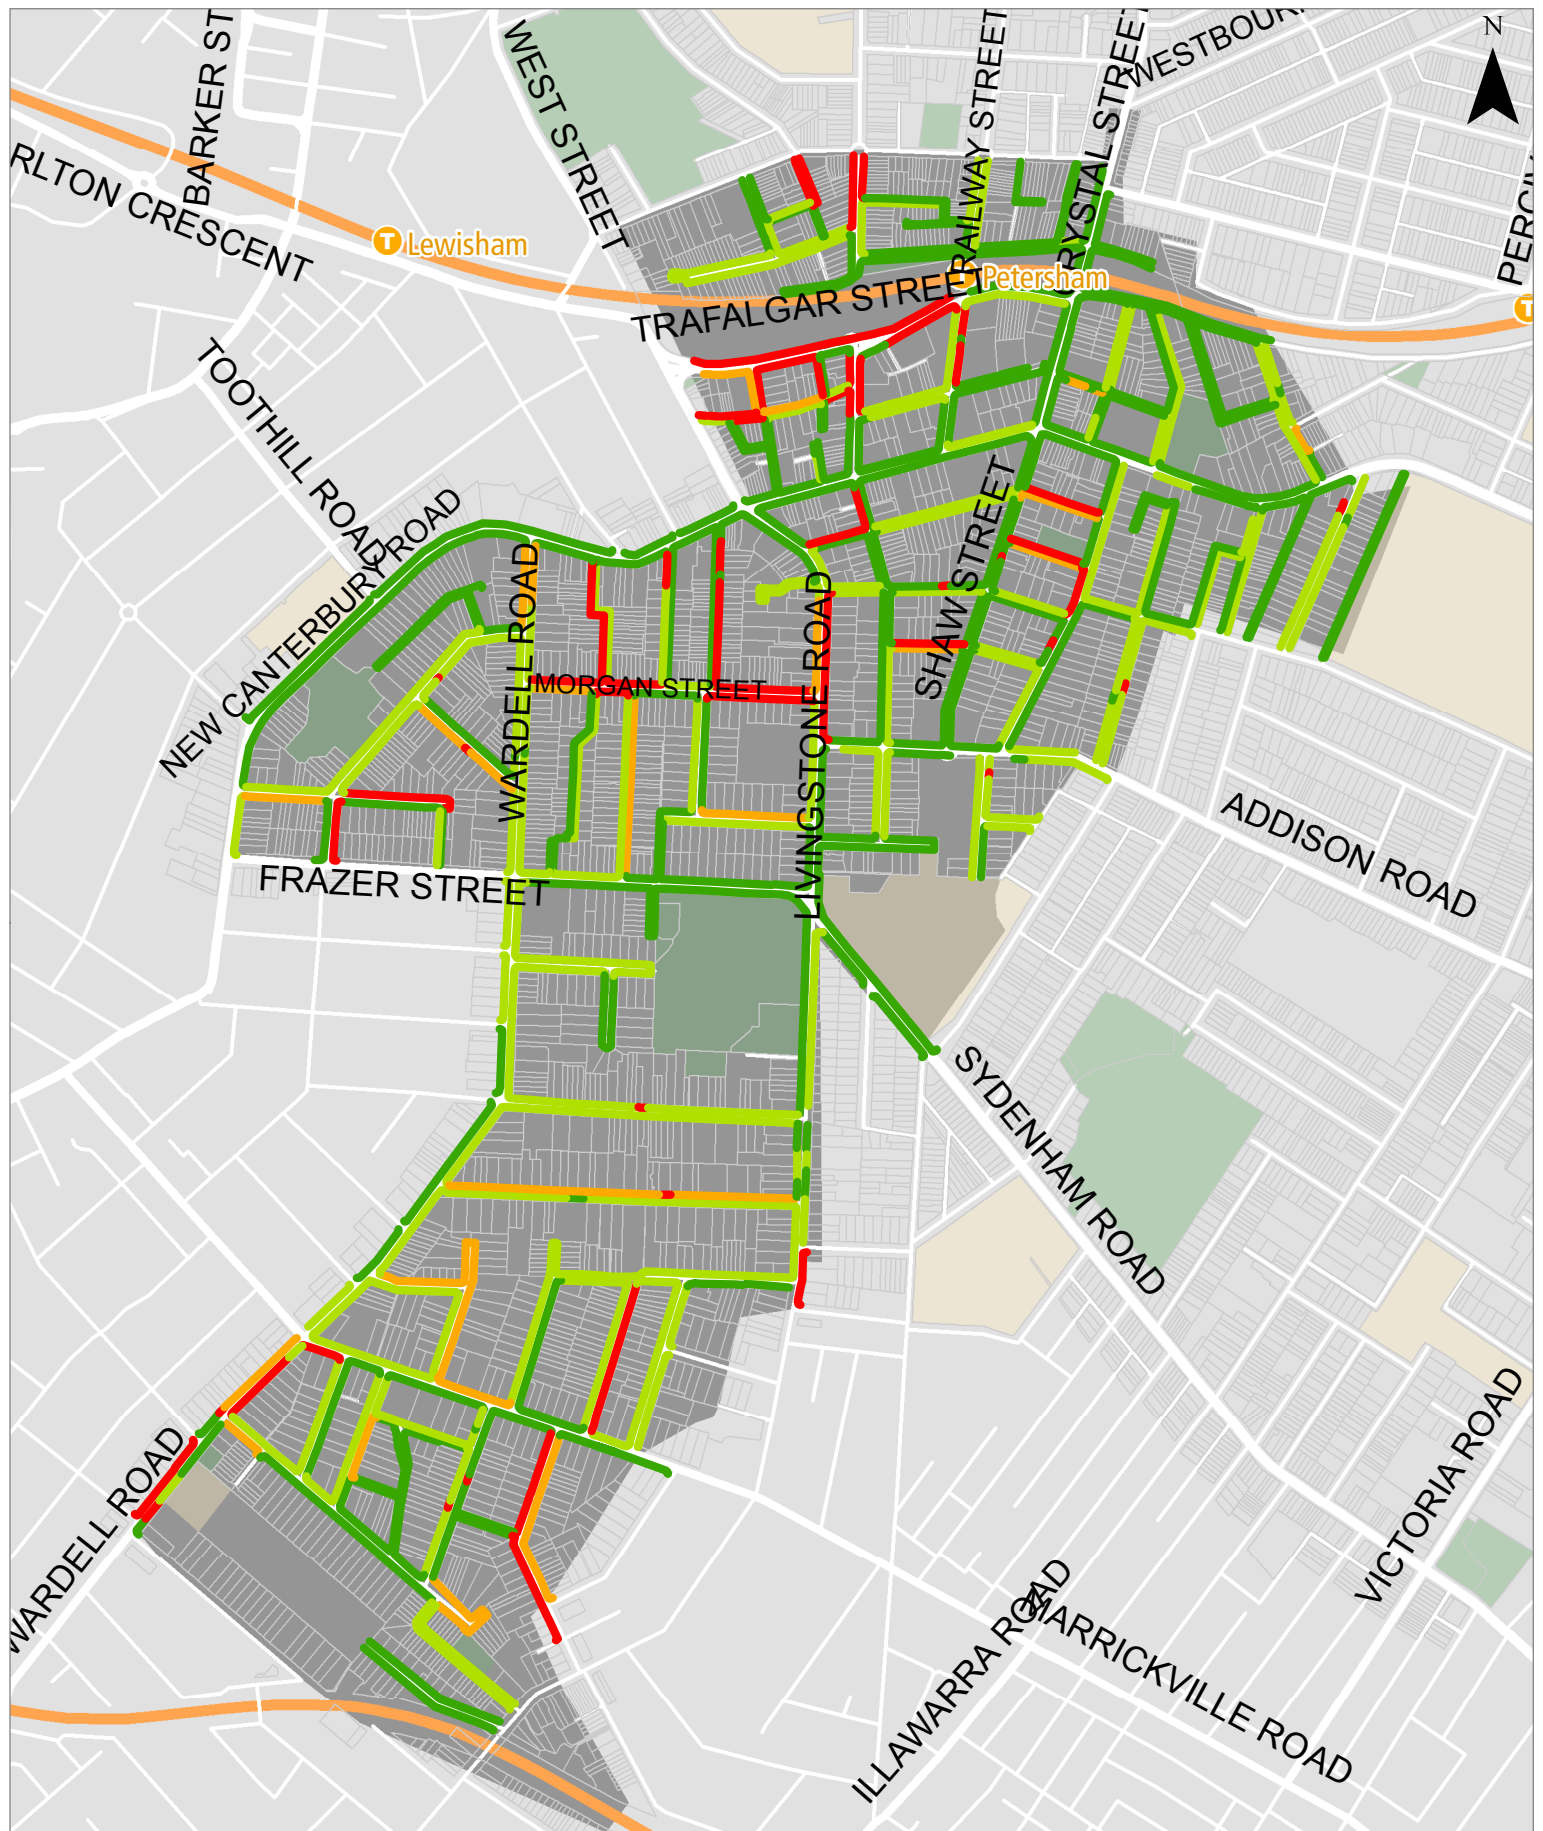 N
BARKER ST
WEST STREET
RAILWAY STREET
CRYSTAL STREET
WESTBOUR
RLTON CRESCENT
Lewisham
PERCIV
TRAFALGAR STREET
Petersham
T
T
TOOTHILL ROAD
NEW CANTERBURY ROAD
WARDELL ROAD
MORGAN STREET
LIVINGSTONE ROAD
SHAW STREET
ADDISON ROAD
FRAZER STREET
SYDENHAM ROAD
VICTORIA ROAD
WARDELL ROAD
ILLAWARRA ROAD
MARRICKVILLE ROAD